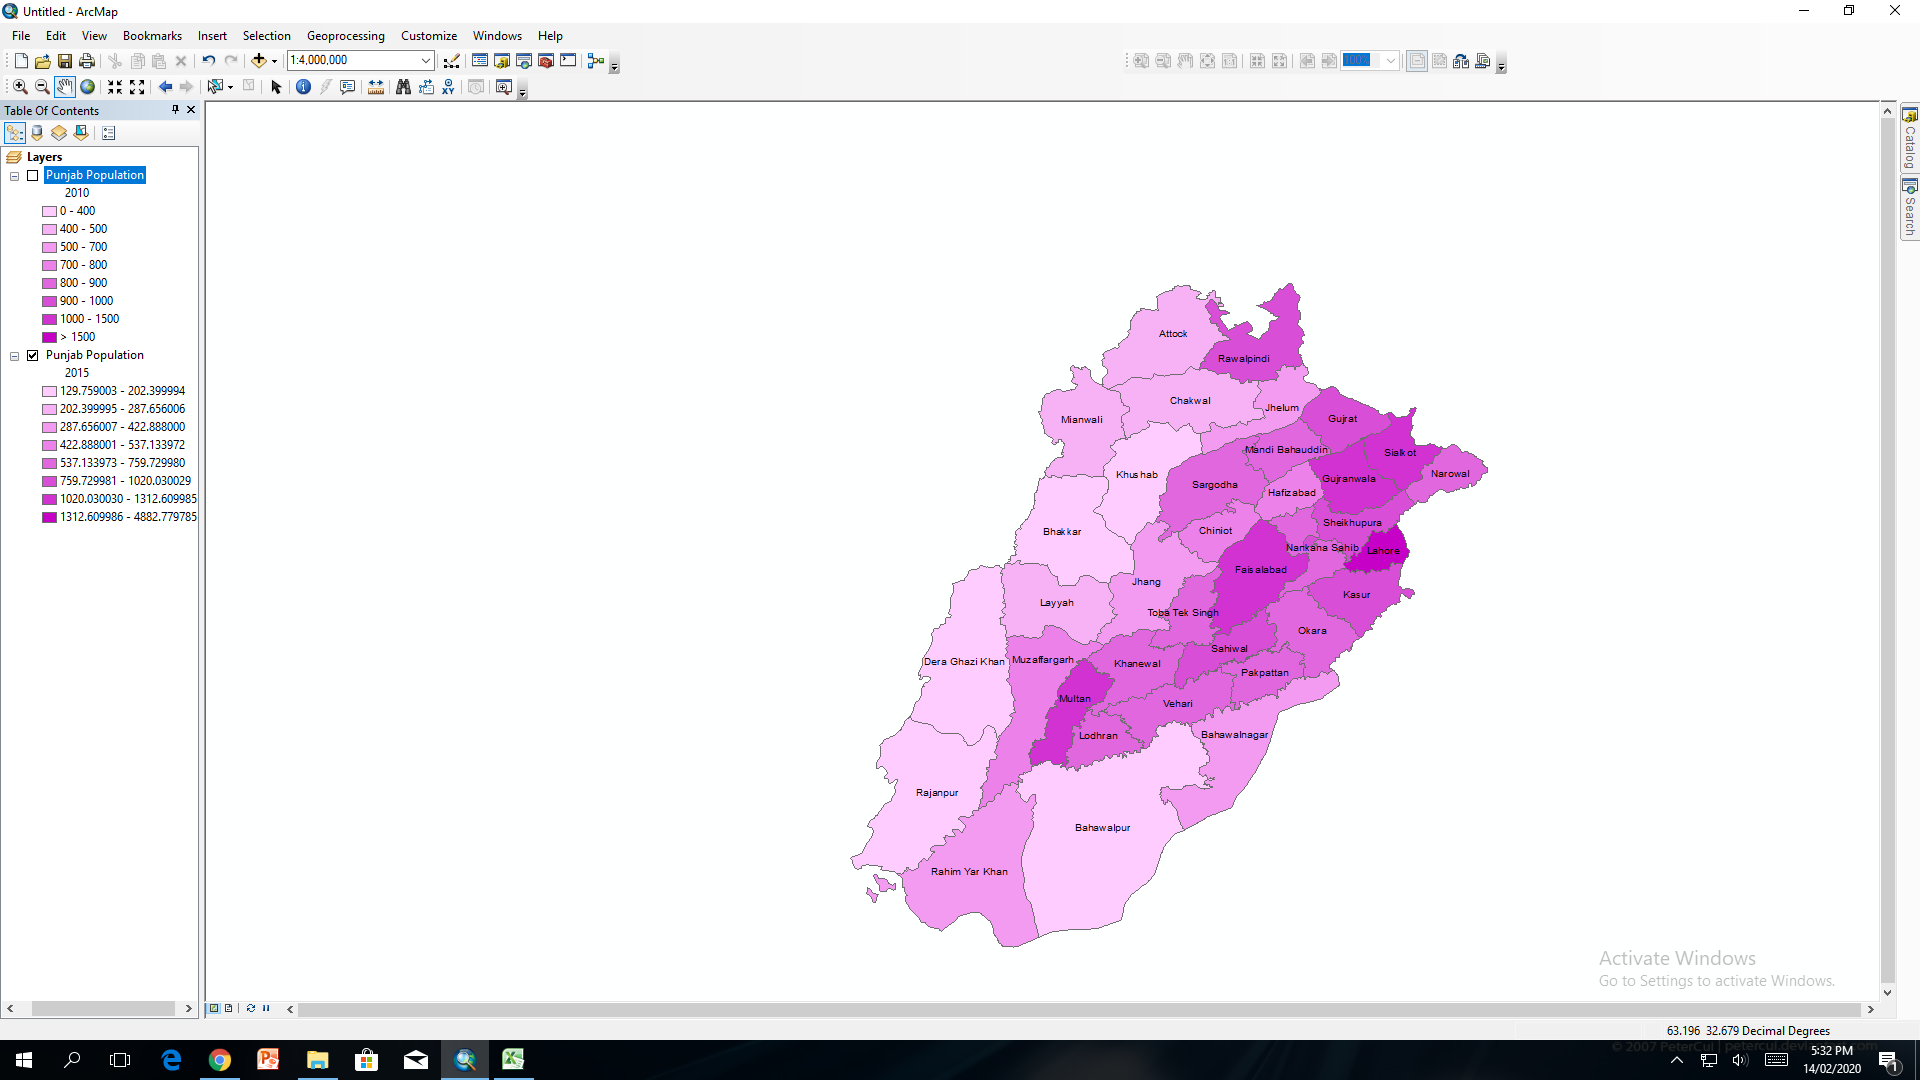 Untitled - ArcMap
File Edit View Bookmarks Insert Selection Geoprocessing Customize Windows Help
1:4,000,000
100%
Table Of Contents
Layers
Punjab Population
2010
0 - 400
400 - 500
500 - 700
700 - 800
800 - 900
900 - 1000
1000 - 1500
> 1500
Punjab Population
2015
129.759003 - 202.399994
202.399995 - 287.656006
287.656007 - 422.888000
422.888001 - 537.133972
537.133973 - 759.729980
759.729981 - 1020.030029
1020.030030 - 1312.609985
1312.609986 - 4882.779785
Catalog
Search
Attock
Rawalpindi
Chakwal
Jhelum
Mianwali
Gujrat
Mandi Bahauddin
Sialkot
Khushab
Narowal
Gujranwala
Sargodha
Hafizabad
Sheikhupura
Chiniot
Bhakkar
Nankana Sahib
Lahore
Faisalabad
Jhang
Kasur
Layyah
Toba Tek Singh
Okara
Sahiwal
Dera Ghazi Khan
Muzaffargarh
Khanewal
Pakpattan
Multan
Vehari
Lodhran
Bahawalnagar
Rajanpur
Bahawalpur
Rahim Yar Khan
Activate Windows
Go to Settings to activate Windows.
63.196 32.679 Decimal Degrees
© 2007 PeterCui | petercui.de
5:32 PM
14/02/2020
1